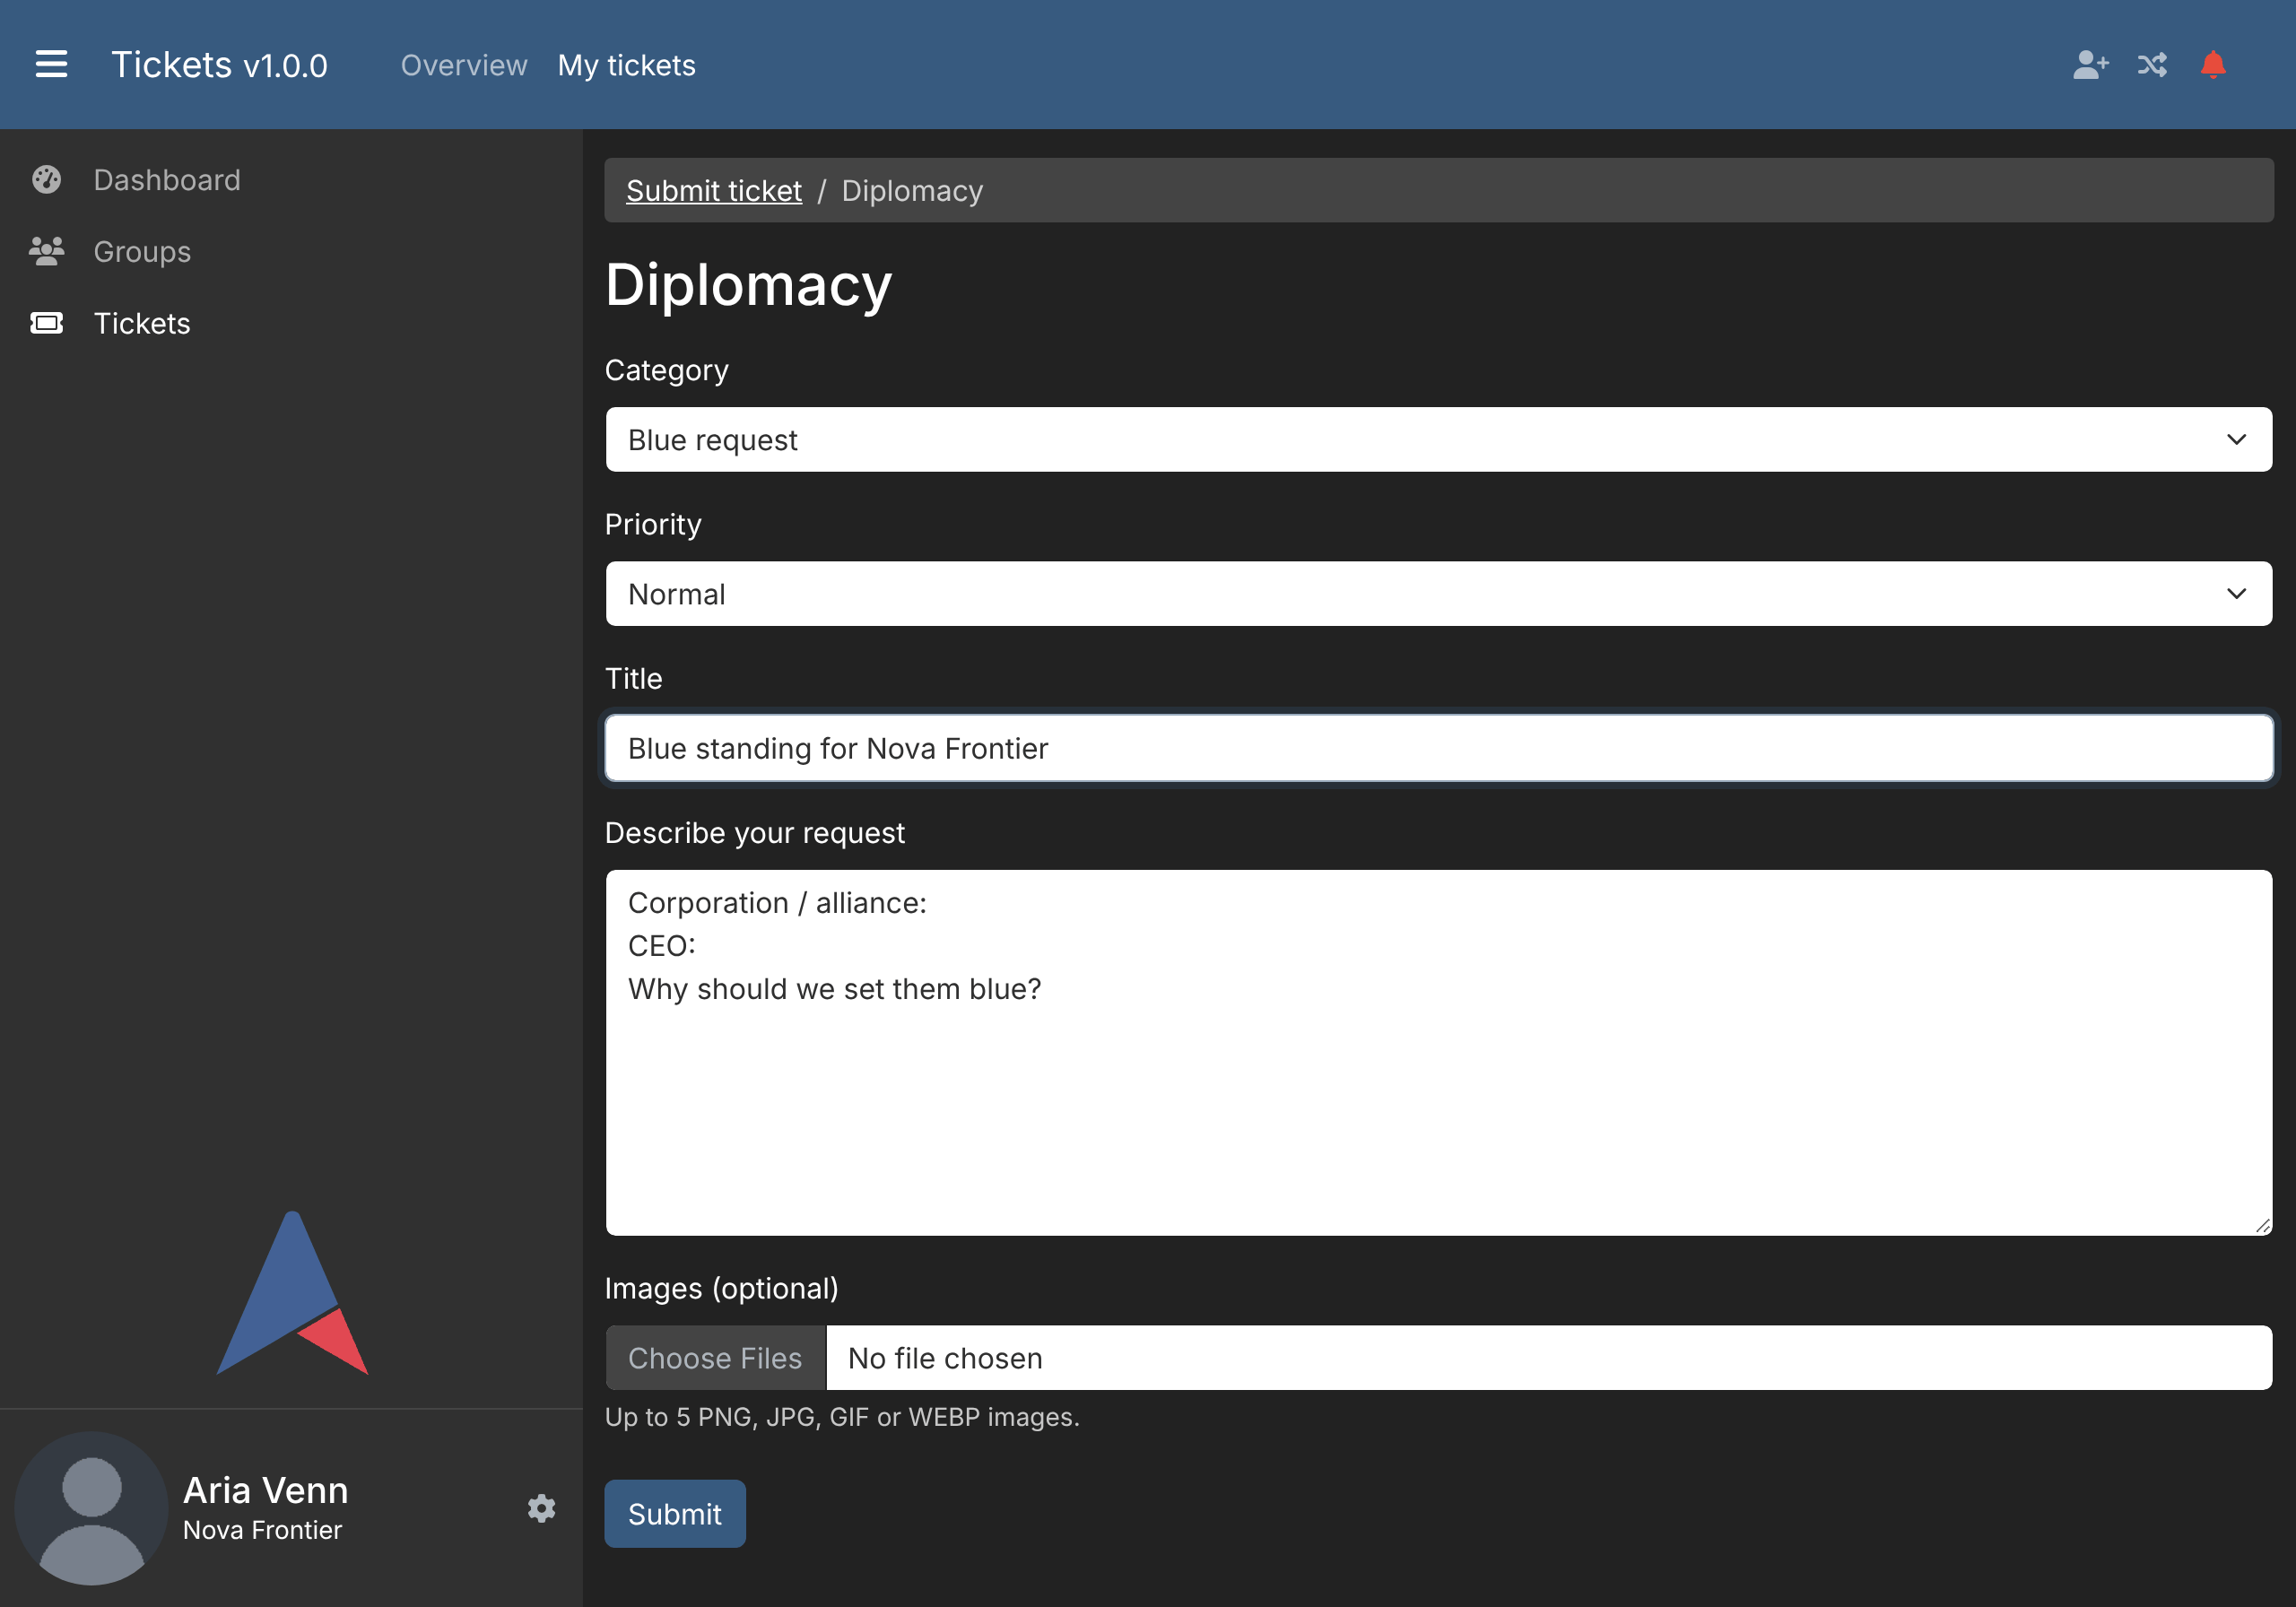 Tickets v1.0.0 Overview My tickets
Dashboard
Groups
Tickets
Submit ticket / Diplomacy
Diplomacy
Category
Blue request
Priority
Normal
Title
Blue standing for Nova Frontier
Describe your request
Corporation / alliance:
CEO:
Why should we set them blue?
Images (optional)
Choose Files No file chosen
Up to 5 PNG, JPG, GIF or WEBP images.
Submit
Aria Venn
Nova Frontier